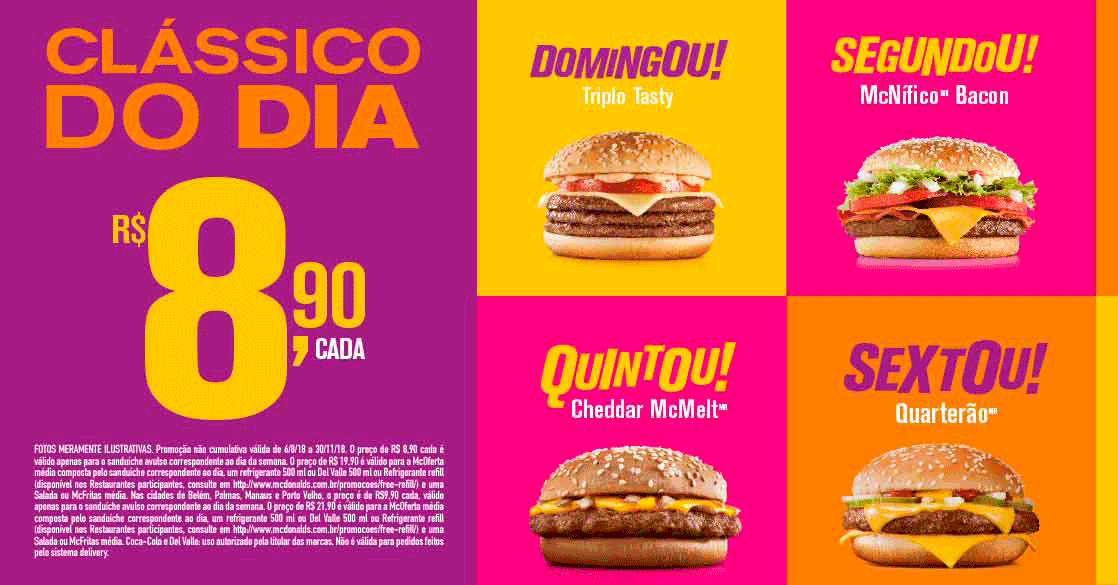 CLÁSSICO
DO DIA
R$ 8,90
CADA
FOTOS MERAMENTE ILUSTRATIVAS. Promoção não cumulativa válida de 6/8/18 a 30/11/18. O preço de R$ 8,90 cada é
válido apenas para o sanduíche avulso correspondente ao dia da semana. O preço de R$ 19,90 é válido para a McOferta
média composta pelo sanduíche correspondente ao dia, um refrigerante 500 ml ou Del Valle 500 ml ou Refrigerante refill
(disponível nos Restaurantes participantes, consulte em http://www.mcdonalds.com.br/promocoes/free-refill/) e uma
Salada ou McFritas média. Nas cidades de Belém, Palmas, Manaus e Porto Velho, o preço é de R$9,90 cada, válido
apenas para o sanduíche avulso correspondente ao dia da semana. O preço de R$ 21,90 é válido para a McOferta média
composta pelo sanduíche correspondente ao dia, um refrigerante 500 ml ou Del Valle 500 ml ou Refrigerante refill
(disponível nos Restaurantes participantes, consulte em http://www.mcdonalds.com.br/promocoes/free-refill/) e uma
Salada ou McFritas média. Coca-Cola e Del Valle: uso autorizado pela titular das marcas. Não é válida para pedidos feitos
pelo sistema delivery.
DOMINGOU!
Triplo Tasty
SEGUNDOU!
McNífico MR Bacon
QUINTOU!
Cheddar McMelt MR
SEXTOU!
Quarterão MR